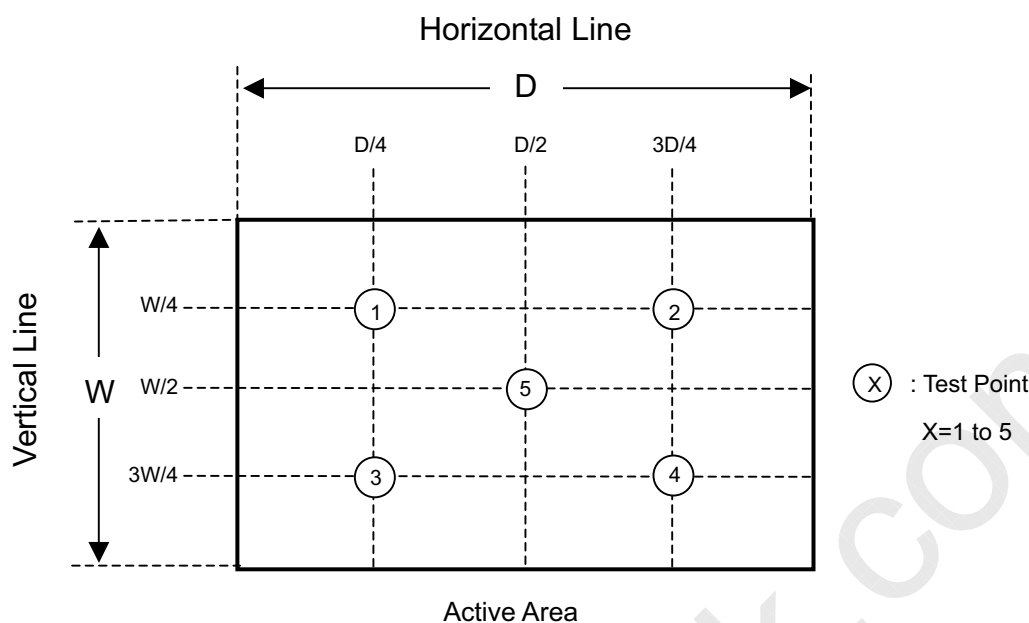 Horizontal Line
D
D/4 D/2 3D/4
Vertical Line
W
W/4
W/2
3W/4
1 2
5
3 4
X : Test Point
X=1 to 5
Active Area